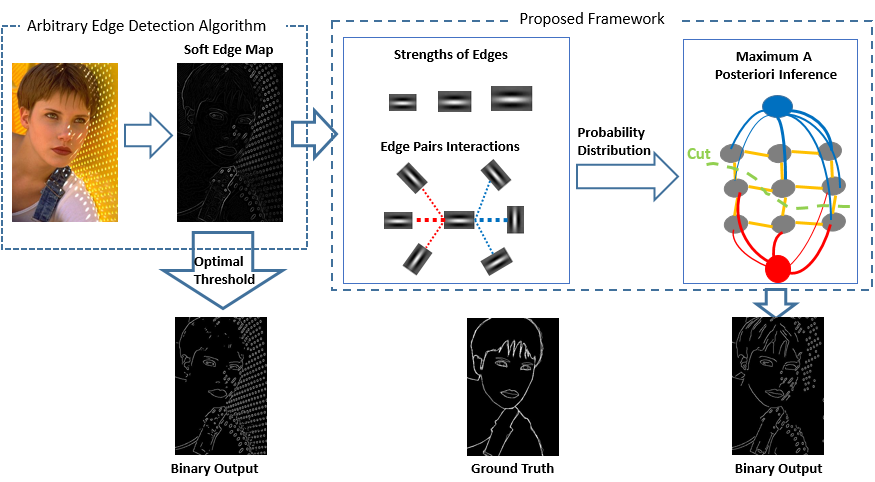 Arbitrary Edge Detection Algorithm
Proposed Framework
Soft Edge Map
Strengths of Edges
Edge Pairs Interactions
Probability
Distribution
Maximum A
Posteriori Inference
Cut
Optimal
Threshold
Binary Output
Ground Truth
Binary Output